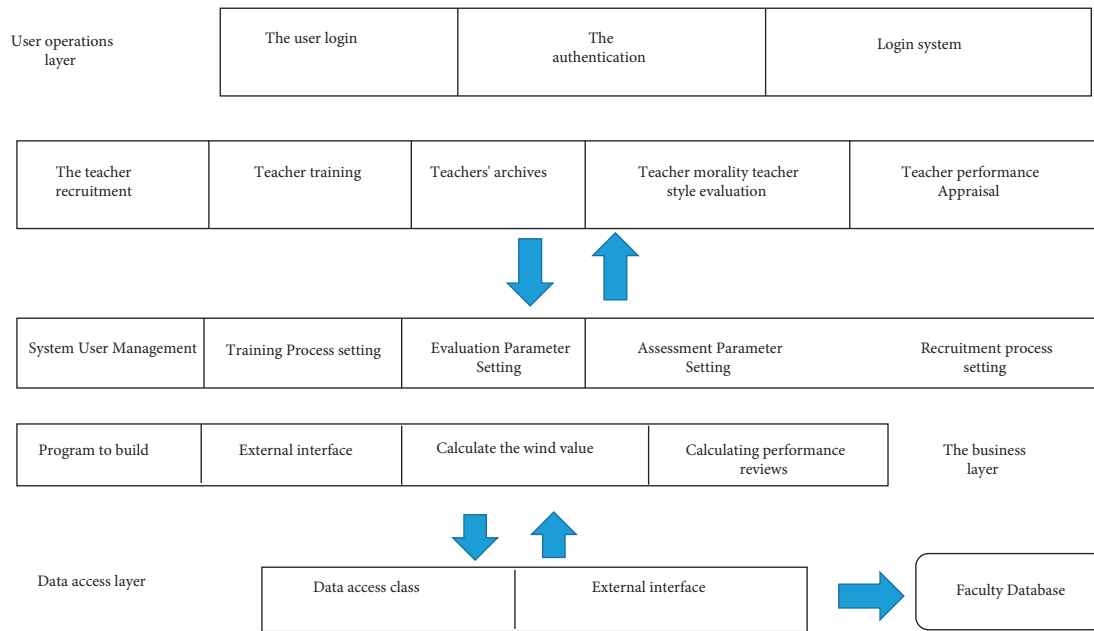 User operations
layer
The user login
The
authentication
Login system
The teacher
recruitment
Teacher training
Teachers' archives
Teacher morality teacher
style evaluation
Teacher performance
Appraisal
System User Management
Training Process setting
Evaluation Parameter
Setting
Assessment Parameter
Setting
Recruitment process
setting
Program to build
External interface
Calculate the wind value
Calculating performance
reviews
The business
layer
Data access layer
Data access class
External interface
Faculty Database